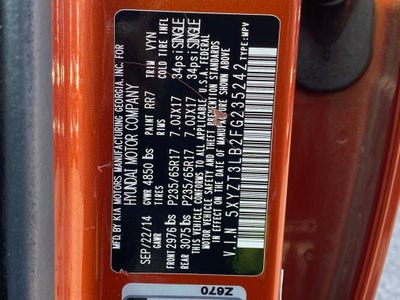 MFD BY KIA MOTORS MANUFACTURING GEORGIA, INC. FOR
HYUNDAI MOTOR COMPANY
SEP/22/14 PAINT RR7 TRIM VYN
GVWR 4850 lbs
GAWR TIRES RIMS COLD TIRE INFL
FRONT 2976 lbs P235/65R17 7.0JX17 34psi SINGLE
REAR 3075 lbs P235/65R17 7.0JX17 34psi SINGLE
THIS VEHICLE CONFORMS TO ALL APPLICABLE U.S.A. FEDERAL
MOTOR VEHICLE SAFETY AND THEFT PREVENTION STANDARDS
IN EFFECT ON THE DATE OF MANUFACTURE SHOWN ABOVE.
TYPE:MPV
V.I.N 5XYZT3LB2FG235242
Z670